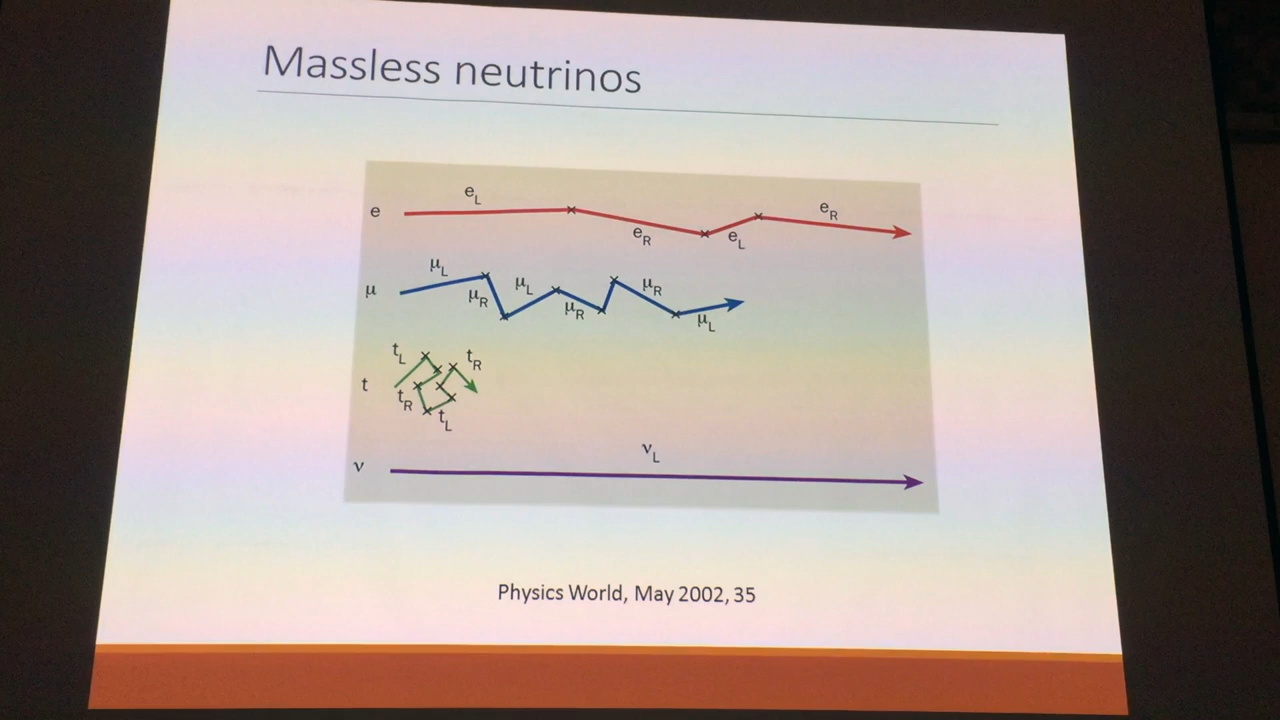 Massless neutrinos
e
e_L
e_R
e_L
e_R
μ
μ_L
μ_R
μ_L
μ_R
μ_R
μ_L
t
t_L
t_R
t_R
t_L
ν
ν_L
Physics World, May 2002, 35